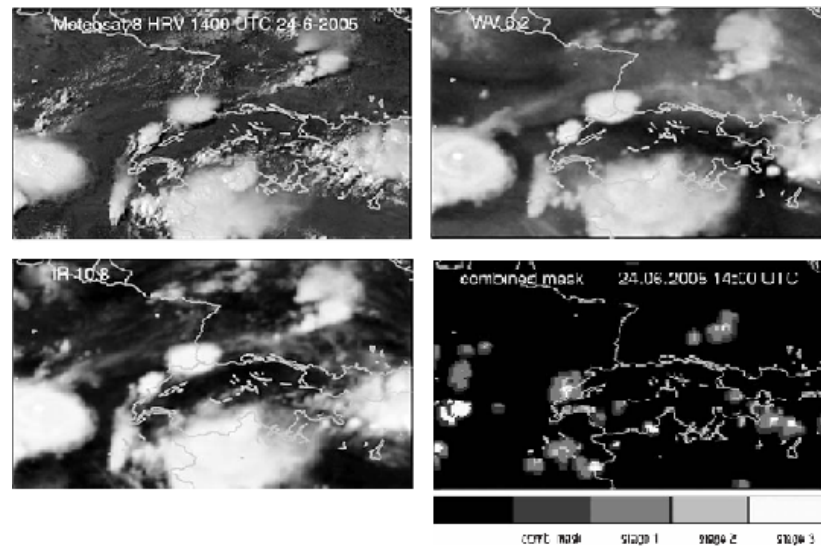 Meteosat 8 HRV 1400 UTC 24-6-2005
WV 6.2
IR 10.8
combined mask 24.06.2005 14:00 UTC
comb. mask stage 1 stage 2 stage 3